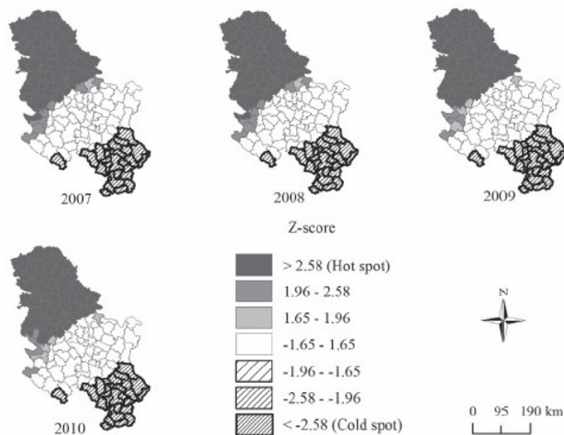 2007
2008
2009
Z-score
> 2.58 (Hot spot)
1.96 - 2.58
1.65 - 1.96
-1.65 - 1.65
-1.96 - -1.65
-2.58 - -1.96
< -2.58 (Cold spot)
N
0 95 190 km
2010